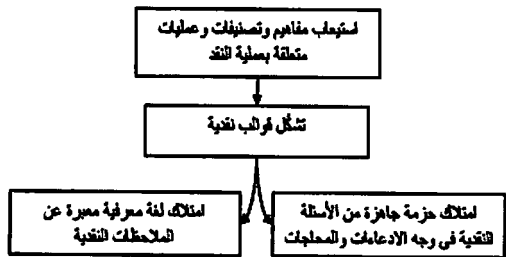 استيعاب مفاهيم وتصنيفات وعمليات
متعلقة بعملية النقد
تشكّل قوالب نقدية
امتلاك حزمة جاهزة من الأسئلة
النقدية في وجه الادعاءات والمحاجات
امتلاك لغة معرفية معبرة عن
الملاحظات النقدية